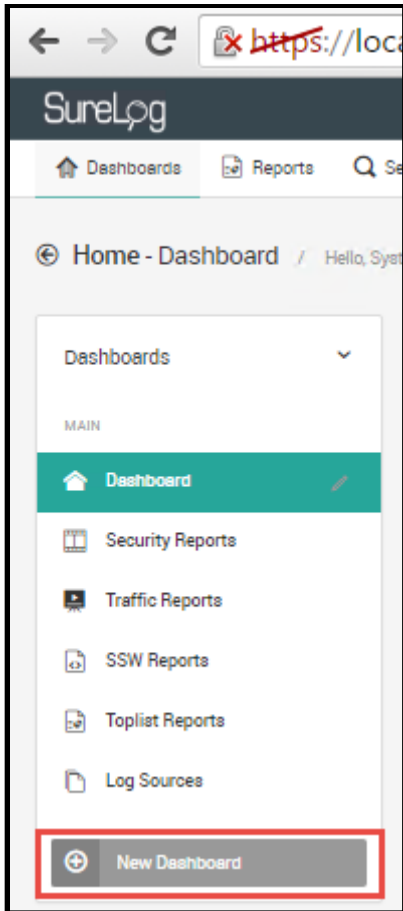 https://loca
SureLog
Dashboards Reports Se
Home - Dashboard / Hello, Syst
Dashboards
MAIN
Dashboard
Security Reports
Traffic Reports
SSW Reports
Toplist Reports
Log Sources
New Dashboard